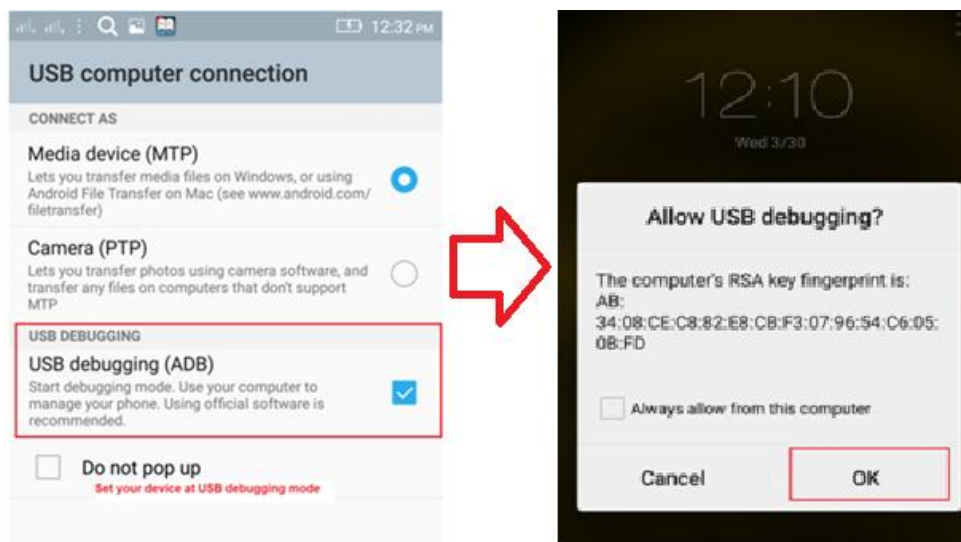 12:32 PM
USB computer connection
CONNECT AS
Media device (MTP)
Lets you transfer media files on Windows, or using
Android File Transfer on Mac (see www.android.com/
filetransfer)
Camera (PTP)
Lets you transfer photos using camera software, and
transfer any files on computers that don't support
MTP
USB DEBUGGING
USB debugging (ADB)
Start debugging mode. Use your computer to
manage your phone. Using official software is
recommended.
Do not pop up
Set your device at USB debugging mode
12:10
Wed 3/30
Allow USB debugging?
The computer's RSA key fingerprint is:
AB:
34:08:CE:C8:82:E8:CB:F3:07:96:54:C6:05:
0B:FD
Always allow from this computer
Cancel
OK